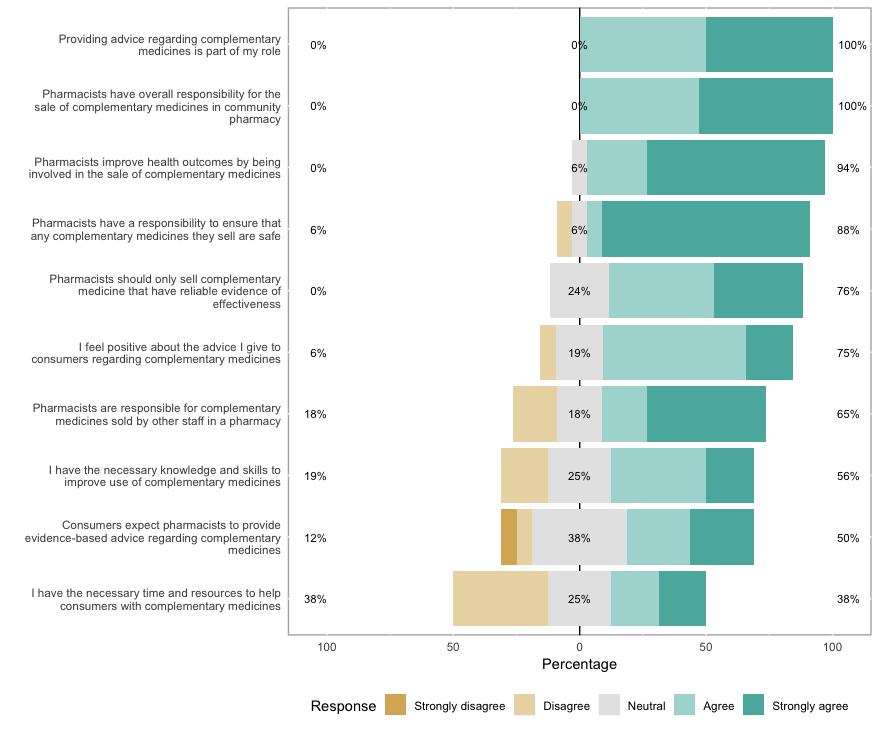 Providing advice regarding complementary
medicines is part of my role
0%
0%
100%
Pharmacists have overall responsibility for the
sale of complementary medicines in community
pharmacy
0%
0%
100%
Pharmacists improve health outcomes by being
involved in the sale of complementary medicines
0%
6%
94%
Pharmacists have a responsibility to ensure that
any complementary medicines they sell are safe
6%
6%
88%
Pharmacists should only sell complementary
medicine that have reliable evidence of
effectiveness
0%
24%
76%
I feel positive about the advice I give to
consumers regarding complementary medicines
6%
19%
75%
Pharmacists are responsible for complementary
medicines sold by other staff in a pharmacy
18%
18%
65%
I have the necessary knowledge and skills to
improve use of complementary medicines
19%
25%
56%
Consumers expect pharmacists to provide
evidence-based advice regarding complementary
medicines
12%
38%
50%
I have the necessary time and resources to help
consumers with complementary medicines
38%
25%
38%
100 50 0 50 100
Percentage
Response Strongly disagree Disagree Neutral Agree Strongly agree